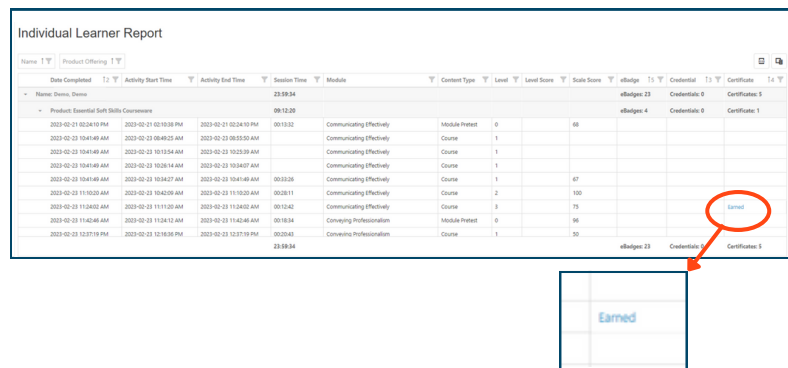 Individual Learner Report
Name Product Offering
Date Completed 2 Activity Start Time Activity End Time Session Time Module Content Type Level Level Score Scale Score eBadge 5 Credential 3 Certificate 4
Name: Demo, Demo 23:59:34 eBadges: 23 Credentials: 0 Certificates: 5
Product: Essential Soft Skills Courseware 09:12:20 eBadges: 4 Credentials: 0 Certificate: 1
2023-02-21 02:24:10 PM 2023-02-21 02:10:38 PM 2023-02-21 02:24:10 PM 00:13:32 Communicating Effectively Module Pretest 0 68
2023-02-23 10:41:49 AM 2023-02-23 08:49:25 AM 2023-02-23 08:55:50 AM Communicating Effectively Course 1
2023-02-23 10:41:49 AM 2023-02-23 10:13:54 AM 2023-02-23 10:25:39 AM Communicating Effectively Course 1
2023-02-23 10:41:49 AM 2023-02-23 10:26:14 AM 2023-02-23 10:34:07 AM Communicating Effectively Course 1
2023-02-23 10:41:49 AM 2023-02-23 10:34:27 AM 2023-02-23 10:41:49 AM 00:33:26 Communicating Effectively Course 1 67
2023-02-23 11:10:20 AM 2023-02-23 10:42:09 AM 2023-02-23 11:10:20 AM 00:28:11 Communicating Effectively Course 2 100
2023-02-23 11:24:02 AM 2023-02-23 11:11:20 AM 2023-02-23 11:24:02 AM 00:12:42 Communicating Effectively Course 3 75 Earned
2023-02-23 11:42:46 AM 2023-02-23 11:24:12 AM 2023-02-23 11:42:46 AM 00:18:34 Conveying Professionalism Module Pretest 0 96
2023-02-23 12:37:19 PM 2023-02-23 12:16:36 PM 2023-02-23 12:37:19 PM 00:20:43 Conveying Professionalism Course 1 50
23:59:34 eBadges: 23 Credentials: 0 Certificates: 5
Earned